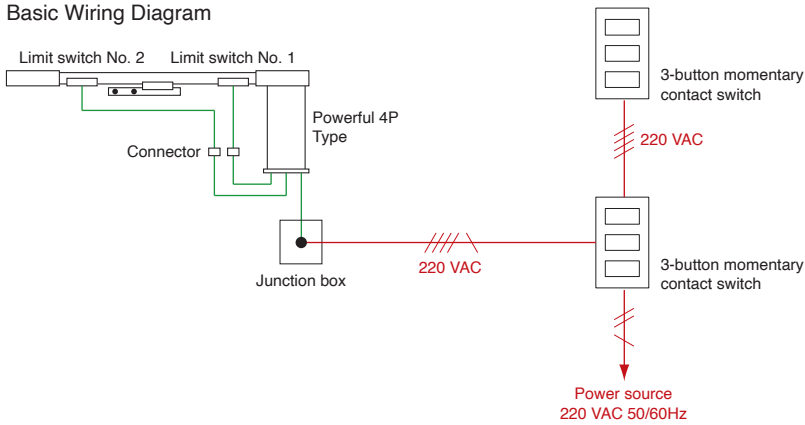 Basic Wiring Diagram
Limit switch No. 2
Limit switch No. 1
Powerful 4P
Type
Connector
Junction box
220 VAC
3-button momentary
contact switch
220 VAC
3-button momentary
contact switch
Power source
220 VAC 50/60Hz